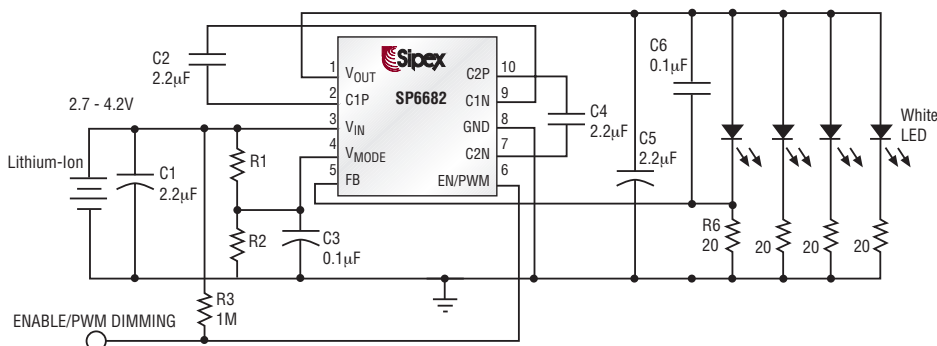 C2
2.2µF
Sipex
SP6682
1
VOUT
2
C1P
3
VIN
4
VMODE
5
FB
10
C2P
9
C1N
8
GND
7
C2N
6
EN/PWM
2.7 - 4.2V
Lithium-Ion
C1
2.2µF
R1
R2
C3
0.1µF
R3
1M
ENABLE/PWM DIMMING
C4
2.2µF
C5
2.2µF
C6
0.1µF
White
LED
R6
20
20
20
20